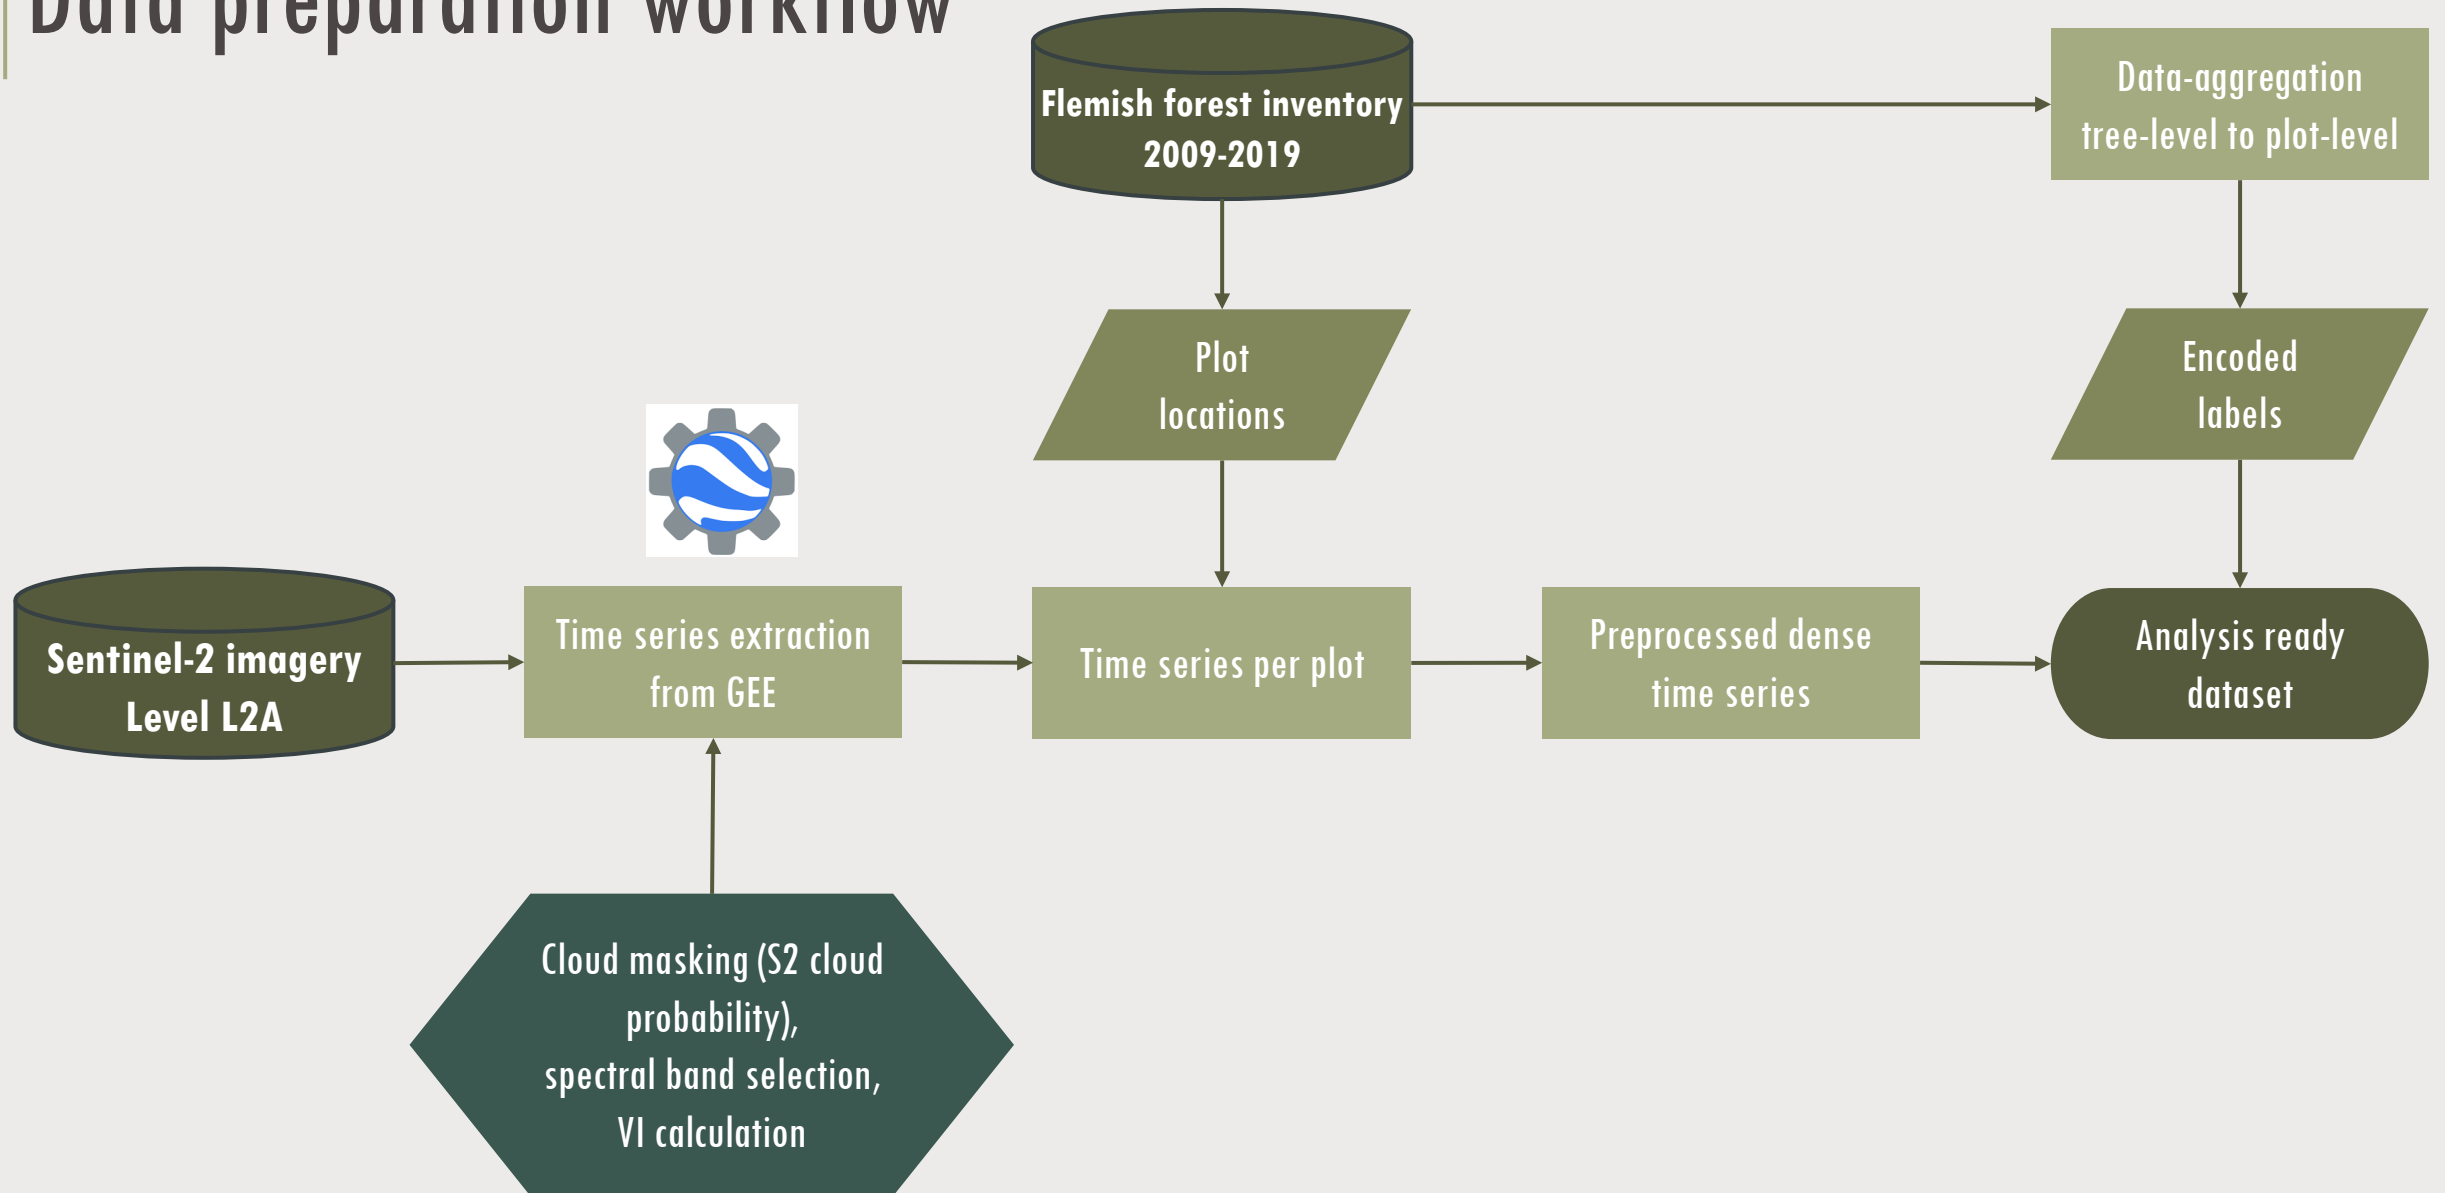 Data preparation workflow
Flemish forest inventory
2009-2019
Data-aggregation
tree-level to plot-level
Plot
locations
Encoded
labels
Sentinel-2 imagery
Level L2A
Time series extraction
from GEE
Time series per plot
Preprocessed dense
time series
Analysis ready
dataset
Cloud masking (S2 cloud
probability),
spectral band selection,
VI calculation